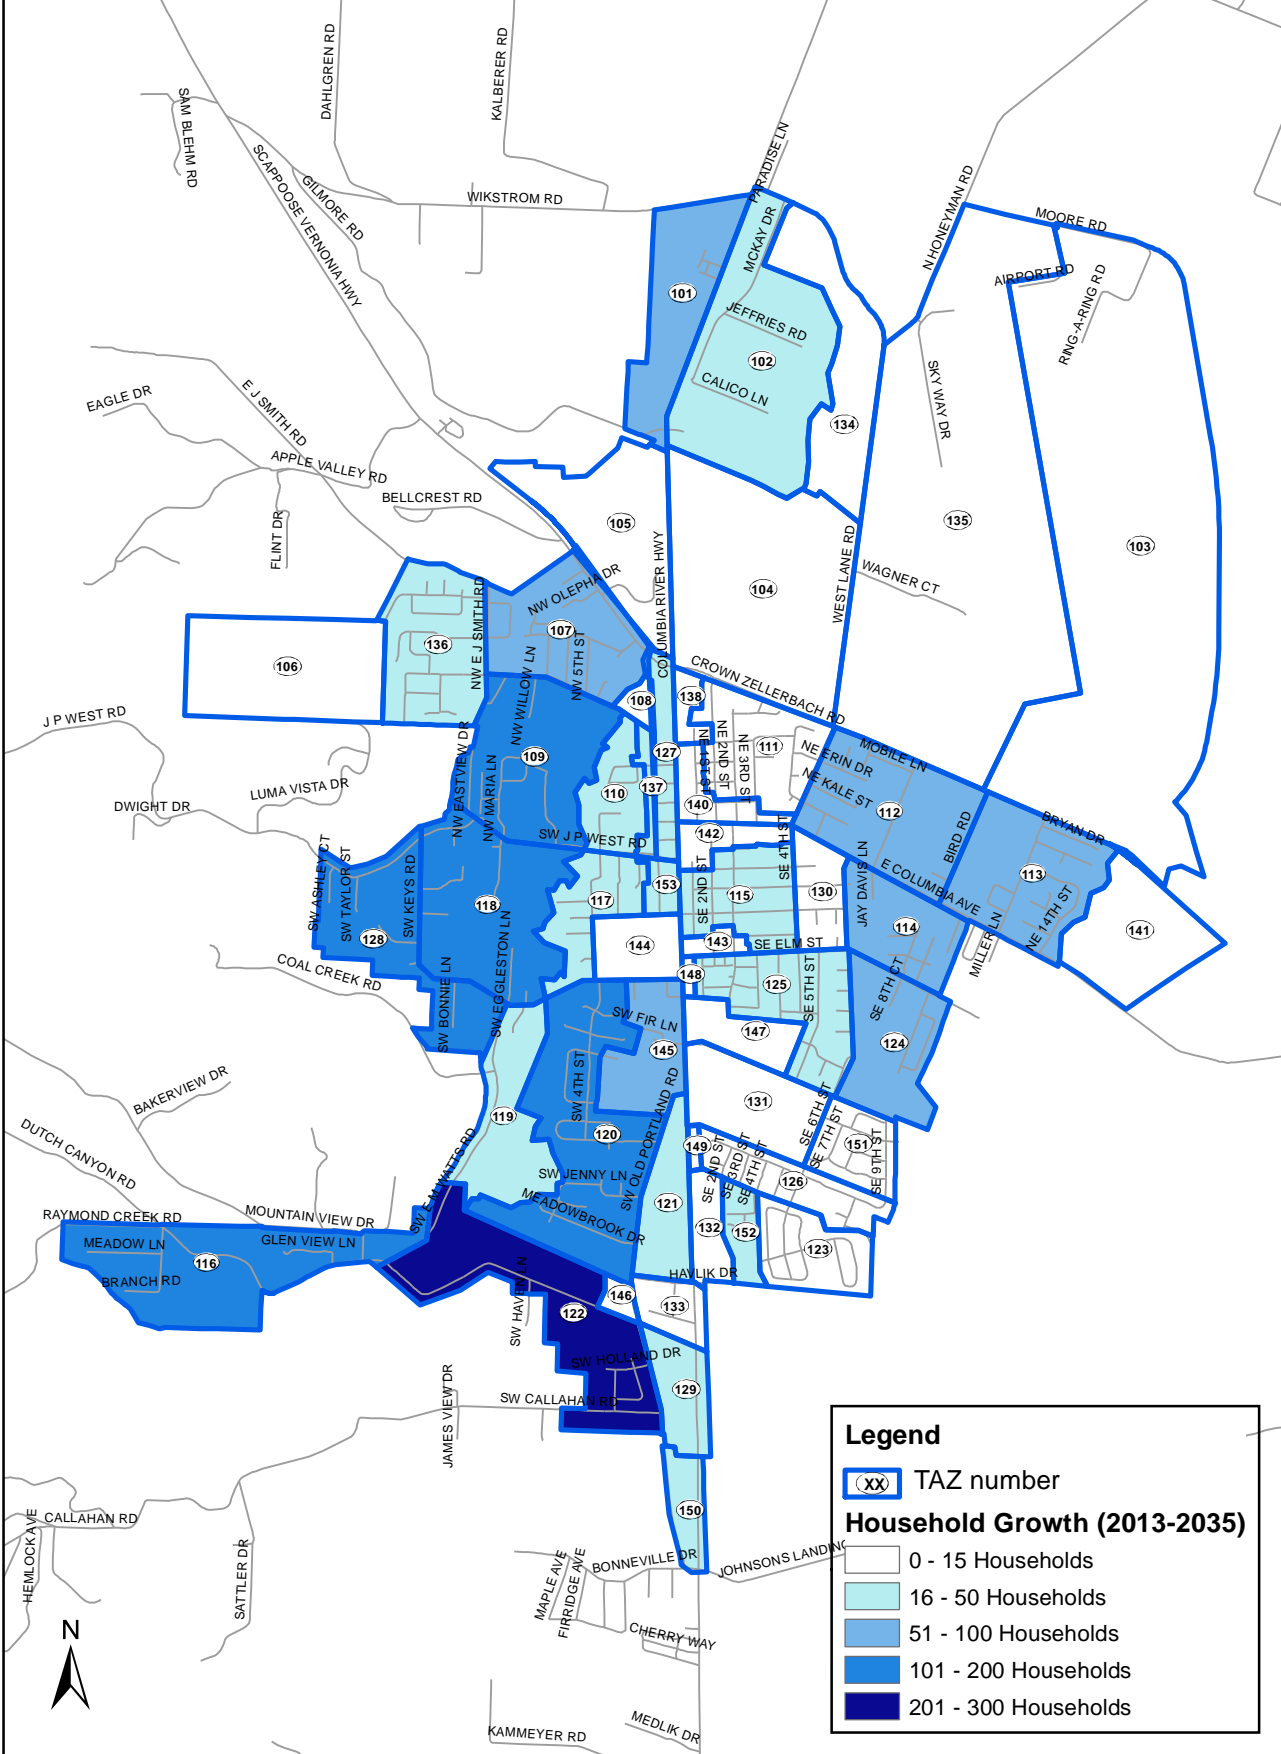 DAHLGREN RD
KALBERER RD
SAM BLEHM RD
SCAPPOOSE VERNONIA HWY
GILMORE RD
WIKSTROM RD
PARADISE LN
MCKAY DR
N HONEYMAN RD
MOORE RD
AIRPORT RD
RING-A-RING RD
101
JEFFRIES RD
102
CALICO LN
SKY WAY DR
134
EAGLE DR
E J SMITH RD
APPLE VALLEY RD
BELLCREST RD
FLINT DR
105
135
103
COLUMBIA RIVER HWY
104
WEST LANE RD
WAGNER CT
NW OLEPHA DR
NW E J SMITH RD
107
136
106
NW 5TH ST
NW WILLOW LN
CROWN ZELLERBACH RD
108
138
J P WEST RD
NW EASTVIEW DR
109
NW MARIA LN
127
NE 1ST ST
NE 2ND ST
NE 3RD ST
111
NE ERIN DR
MOBILE LN
NE KALE ST
LUMA VISTA DR
DWIGHT DR
110
137
140
112
SW J P WEST RD
142
SE 4TH ST
BIRD RD
BRYAN DR
SW ASHLEY CT
SW TAYLOR ST
SW KEYS RD
118
117
153
SE 2ND ST
115
130
JAY DAVIS LN
E COLUMBIA AVE
113
NE 14TH ST
MILLER LN
141
128
SW EGGLESTON LN
144
143
SE ELM ST
114
COAL CREEK RD
SW BONNIE LN
148
125
SE 5TH ST
SE 8TH CT
SW FIR LN
147
145
124
SW 4TH ST
BAKERVIEW DR
DUTCH CANYON RD
119
120
SW OLD PORTLAND RD
131
SE 6TH ST
SE 7TH ST
151
SE 9TH ST
149
SE 2ND ST
SE 3RD ST
SE 4TH ST
126
SW E M WATTS RD
SW JENNY LN
MEADOWBROOK DR
121
132
152
123
RAYMOND CREEK RD
MOUNTAIN VIEW DR
MEADOW LN
GLEN VIEW LN
116
BRANCH RD
HAVLIK DR
SW HAVEN LN
146
133
122
SW HOLLAND DR
129
JAMES VIEW DR
SW CALLAHAN RD
150
CALLAHAN RD
HEMLOCK AVE
SATTLER DR
MAPLE AVE
FIRRIDGE AVE
BONNEVILLE DR
JOHNSONS LANDING
CHERRY WAY
MEDLIK DR
KAMMEYER RD
N
Legend
XX TAZ number
Household Growth (2013-2035)
0 - 15 Households
16 - 50 Households
51 - 100 Households
101 - 200 Households
201 - 300 Households